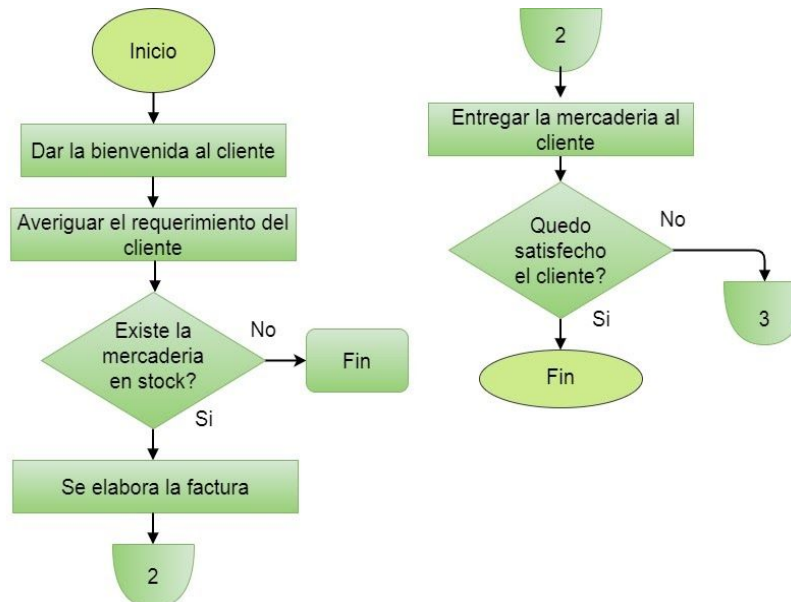 Inicio
Dar la bienvenida al cliente
Averiguar el requerimiento del
cliente
Existe la
mercaderia
en stock?
No
Fin
Si
Se elabora la factura
2
2
Entregar la mercaderia al
cliente
Quedo
satisfecho
el cliente?
No
3
Si
Fin